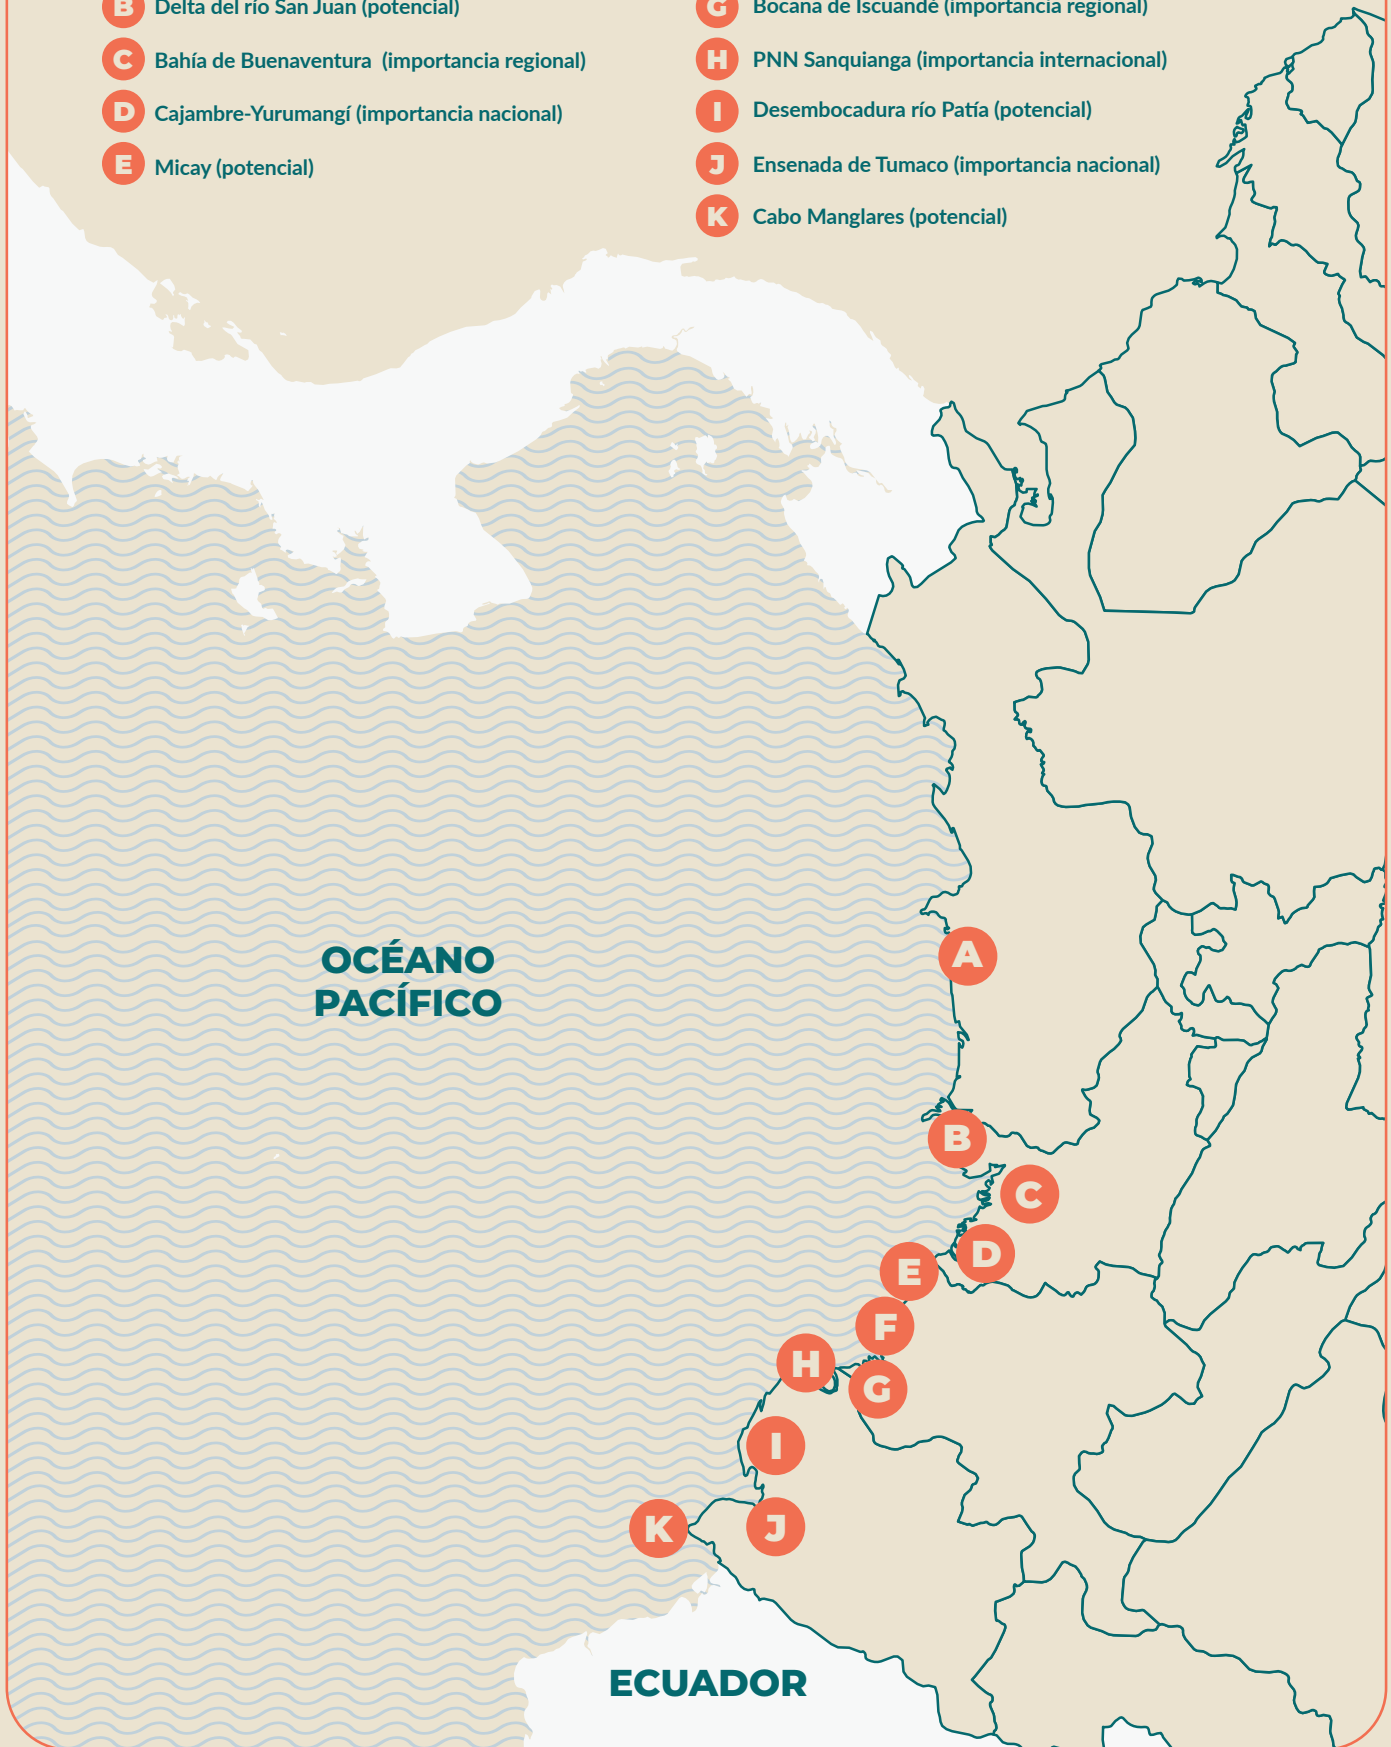 B Delta del río San Juan (potencial)
C Bahía de Buenaventura (importancia regional)
D Cajambre-Yurumangí (importancia nacional)
E Micay (potencial)
G Bocana de Iscuandé (importancia regional)
H PNN Sanquianga (importancia internacional)
I Desembocadura río Patía (potencial)
J Ensenada de Tumaco (importancia nacional)
K Cabo Manglares (potencial)
OCÉANO
PACÍFICO
A
B
C
D
E
F
H
G
I
K
J
ECUADOR